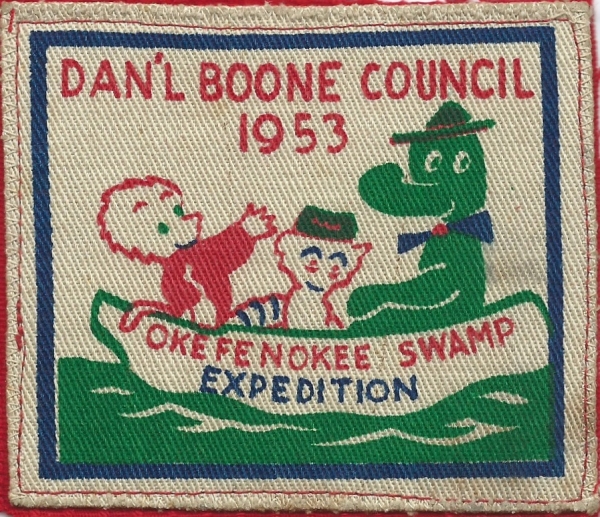 DAN'L BOONE COUNCIL
1953
OKEFENOKEE SWAMP
EXPEDITION